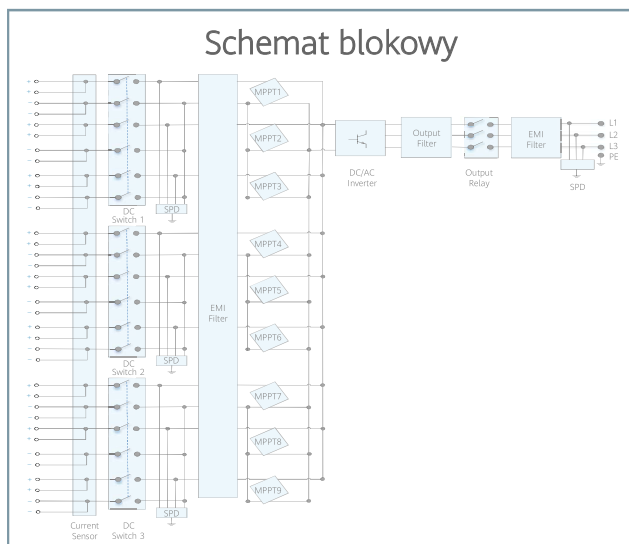 Schemat blokowy
MPPT1
MPPT2
MPPT3
MPPT4
MPPT5
MPPT6
MPPT7
MPPT8
MPPT9
SPD
DC
Switch 1
SPD
DC
Switch 2
SPD
DC
Switch 3
Current
Sensor
EMI
Filter
DC/AC
Inverter
Output
Filter
Output
Relay
EMI
Filter
SPD
L1
L2
L3
PE